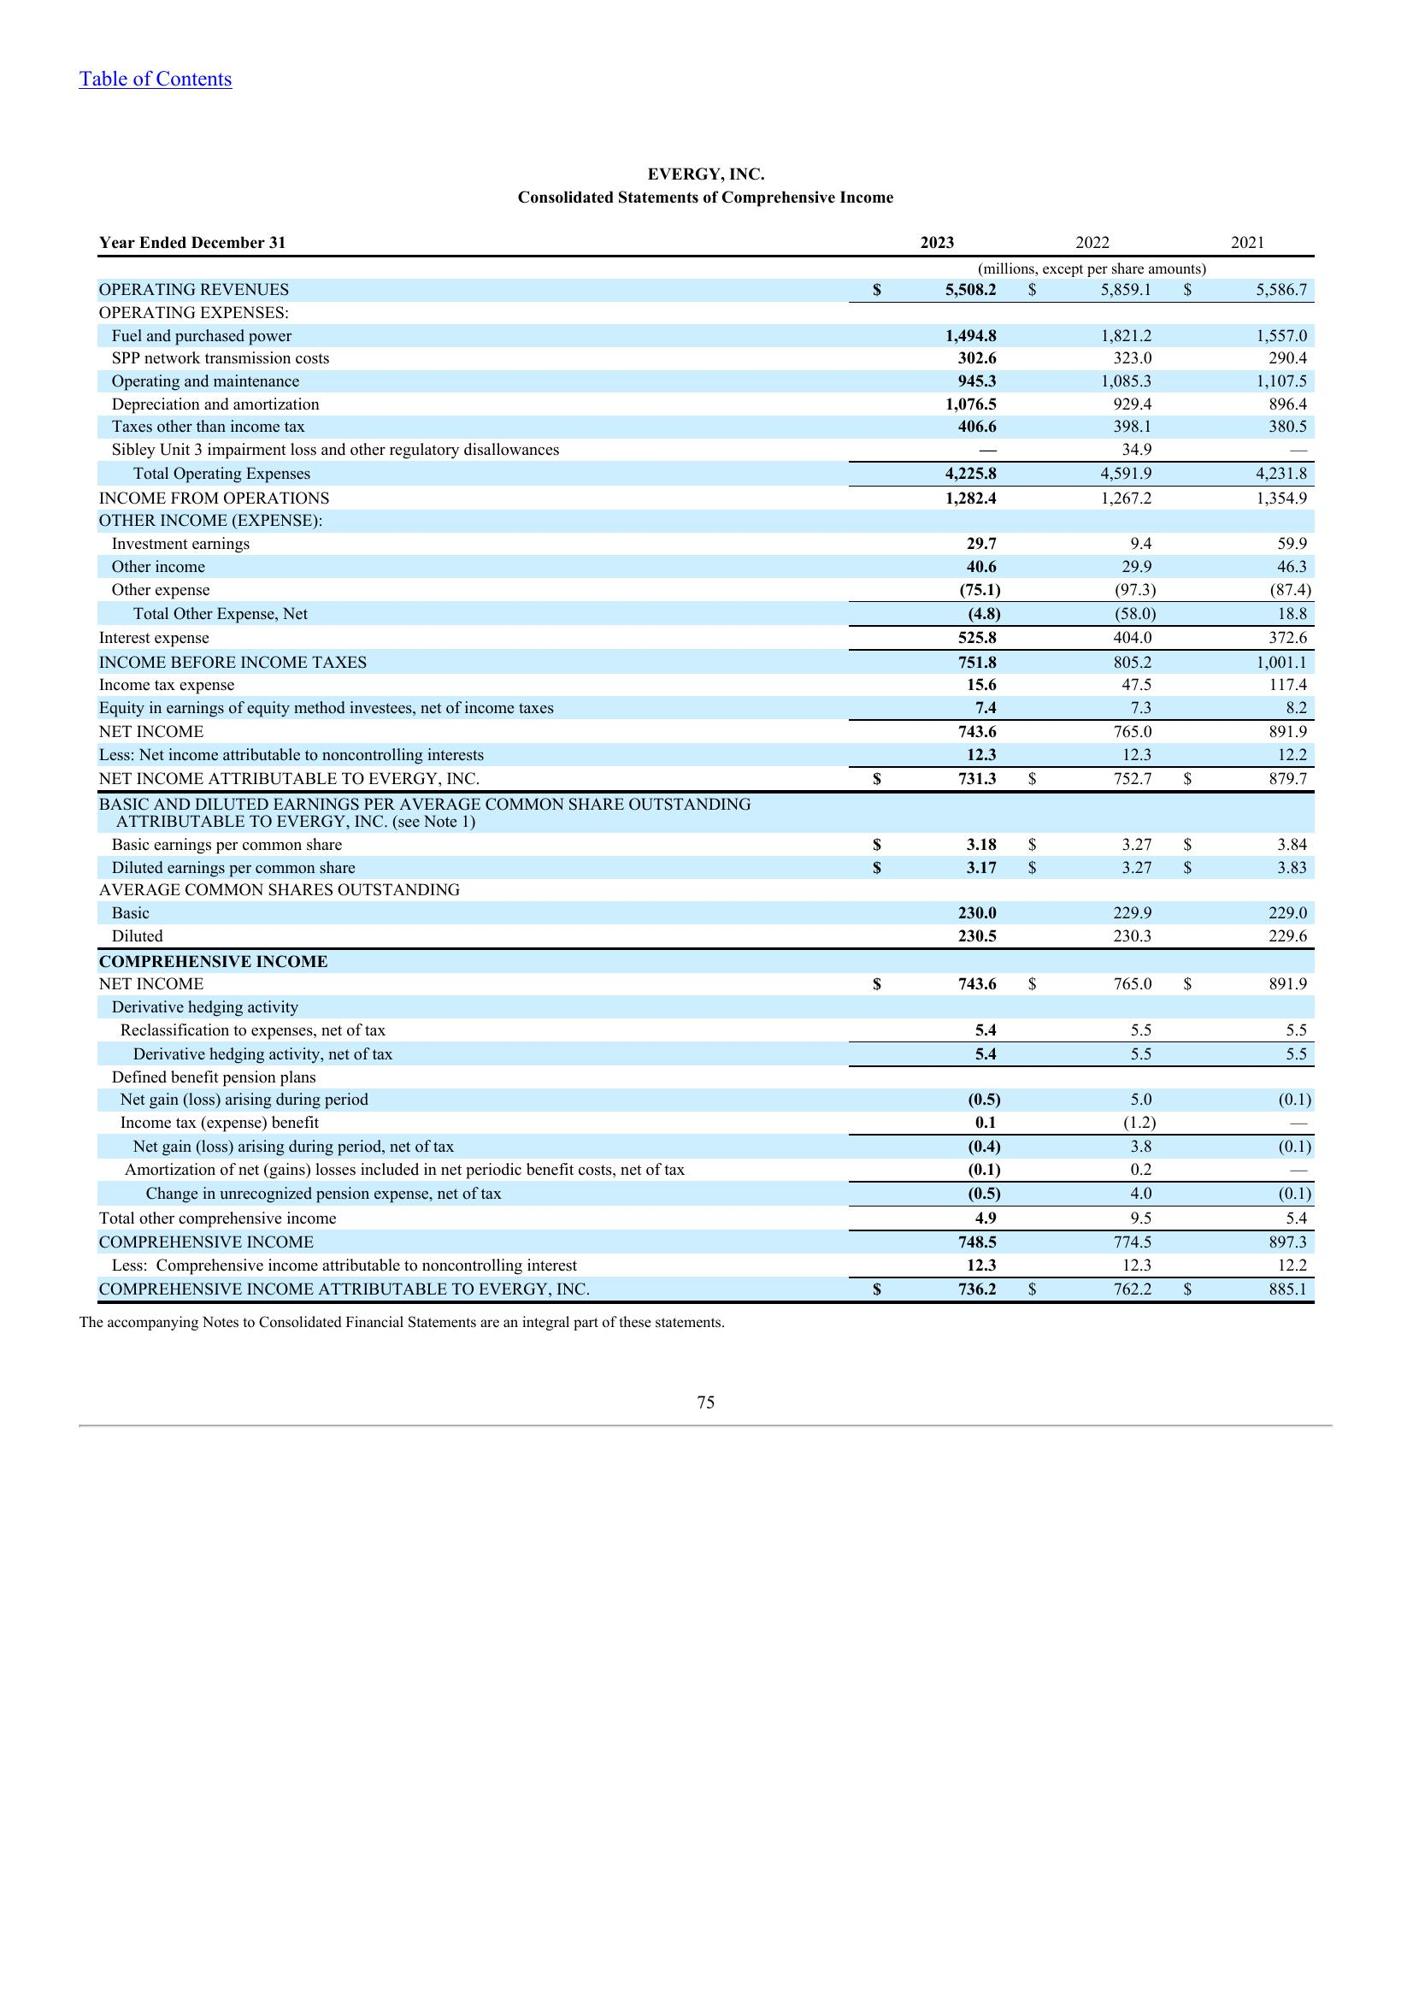 Table of Contents
EVERGY, INC.
Consolidated Statements of Comprehensive Income
Year Ended December 31 2023 2022 2021
(millions, except per share amounts)
OPERATING REVENUES $ 5,508.2 $ 5,859.1 $ 5,586.7
OPERATING EXPENSES:
Fuel and purchased power 1,494.8 1,821.2 1,557.0
SPP network transmission costs 302.6 323.0 290.4
Operating and maintenance 945.3 1,085.3 1,107.5
Depreciation and amortization 1,076.5 929.4 896.4
Taxes other than income tax 406.6 398.1 380.5
Sibley Unit 3 impairment loss and other regulatory disallowances — 34.9 —
Total Operating Expenses 4,225.8 4,591.9 4,231.8
INCOME FROM OPERATIONS 1,282.4 1,267.2 1,354.9
OTHER INCOME (EXPENSE):
Investment earnings 29.7 9.4 59.9
Other income 40.6 29.9 46.3
Other expense (75.1) (97.3) (87.4)
Total Other Expense, Net (4.8) (58.0) 18.8
Interest expense 525.8 404.0 372.6
INCOME BEFORE INCOME TAXES 751.8 805.2 1,001.1
Income tax expense 15.6 47.5 117.4
Equity in earnings of equity method investees, net of income taxes 7.4 7.3 8.2
NET INCOME 743.6 765.0 891.9
Less: Net income attributable to noncontrolling interests 12.3 12.3 12.2
NET INCOME ATTRIBUTABLE TO EVERGY, INC. $ 731.3 $ 752.7 $ 879.7
BASIC AND DILUTED EARNINGS PER AVERAGE COMMON SHARE OUTSTANDING
ATTRIBUTABLE TO EVERGY, INC. (see Note 1)
Basic earnings per common share $ 3.18 $ 3.27 $ 3.84
Diluted earnings per common share $ 3.17 $ 3.27 $ 3.83
AVERAGE COMMON SHARES OUTSTANDING
Basic 230.0 229.9 229.0
Diluted 230.5 230.3 229.6
COMPREHENSIVE INCOME
NET INCOME $ 743.6 $ 765.0 $ 891.9
Derivative hedging activity
Reclassification to expenses, net of tax 5.4 5.5 5.5
Derivative hedging activity, net of tax 5.4 5.5 5.5
Defined benefit pension plans
Net gain (loss) arising during period (0.5) 5.0 (0.1)
Income tax (expense) benefit 0.1 (1.2) —
Net gain (loss) arising during period, net of tax (0.4) 3.8 (0.1)
Amortization of net (gains) losses included in net periodic benefit costs, net of tax (0.1) 0.2 —
Change in unrecognized pension expense, net of tax (0.5) 4.0 (0.1)
Total other comprehensive income 4.9 9.5 5.4
COMPREHENSIVE INCOME 748.5 774.5 897.3
Less: Comprehensive income attributable to noncontrolling interest 12.3 12.3 12.2
COMPREHENSIVE INCOME ATTRIBUTABLE TO EVERGY, INC. $ 736.2 $ 762.2 $ 885.1
The accompanying Notes to Consolidated Financial Statements are an integral part of these statements.
75